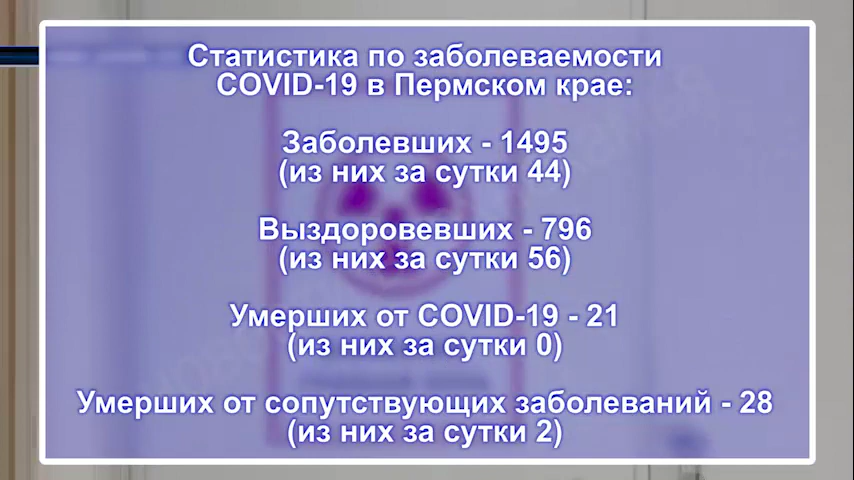 Статистика по заболеваемости
COVID-19 в Пермском крае:
Заболевших - 1495
(из них за сутки 44)
Выздоровевших - 796
(из них за сутки 56)
Умерших от COVID-19 - 21
(из них за сутки 0)
Умерших от сопутствующих заболеваний - 28
(из них за сутки 2)